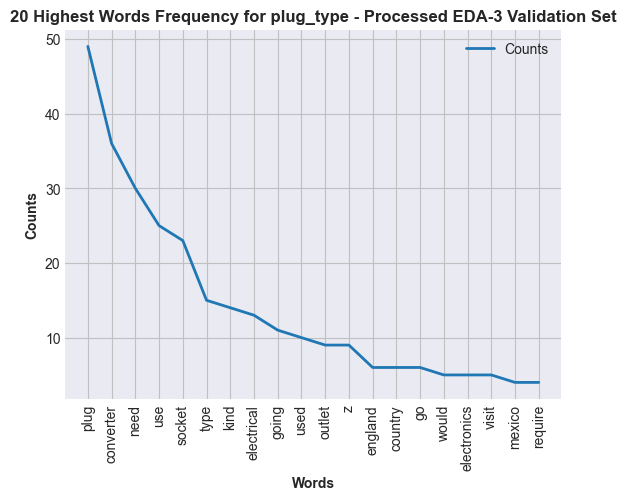 20 Highest Words Frequency for plug_type - Processed EDA-3 Validation Set
Counts
50
40
30
20
10
Counts
plug
converter
need
use
socket
type
kind
electrical
going
used
outlet
z
england
country
go
would
electronics
visit
mexico
require
Words